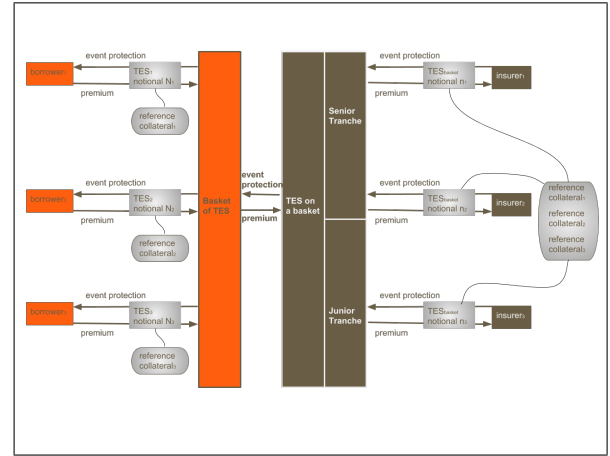 event protection
borrower₁
TES₁
notional N₁
premium
reference
collateral₁
event protection
borrower₂
TES₂
notional N₂
premium
reference
collateral₂
event protection
borrower₃
TES₃
notional N₃
premium
reference
collateral₃
Basket
of TES
event
protection
premium
TES on
a basket
Senior
Tranche
Junior
Tranche
event protection
TESbasket
notional n₁
insurer₁
premium
event protection
TESbasket
notional n₂
insurer₂
premium
event protection
TESbasket
notional n₃
insurer₃
premium
reference
collateral₁
reference
collateral₂
reference
collateral₃